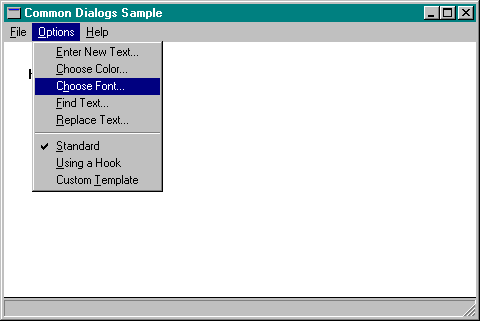 Common Dialogs Sample
File Options Help
Enter New Text...
Choose Color...
Choose Font...
Find Text...
Replace Text...
Standard
Using a Hook
Custom Template